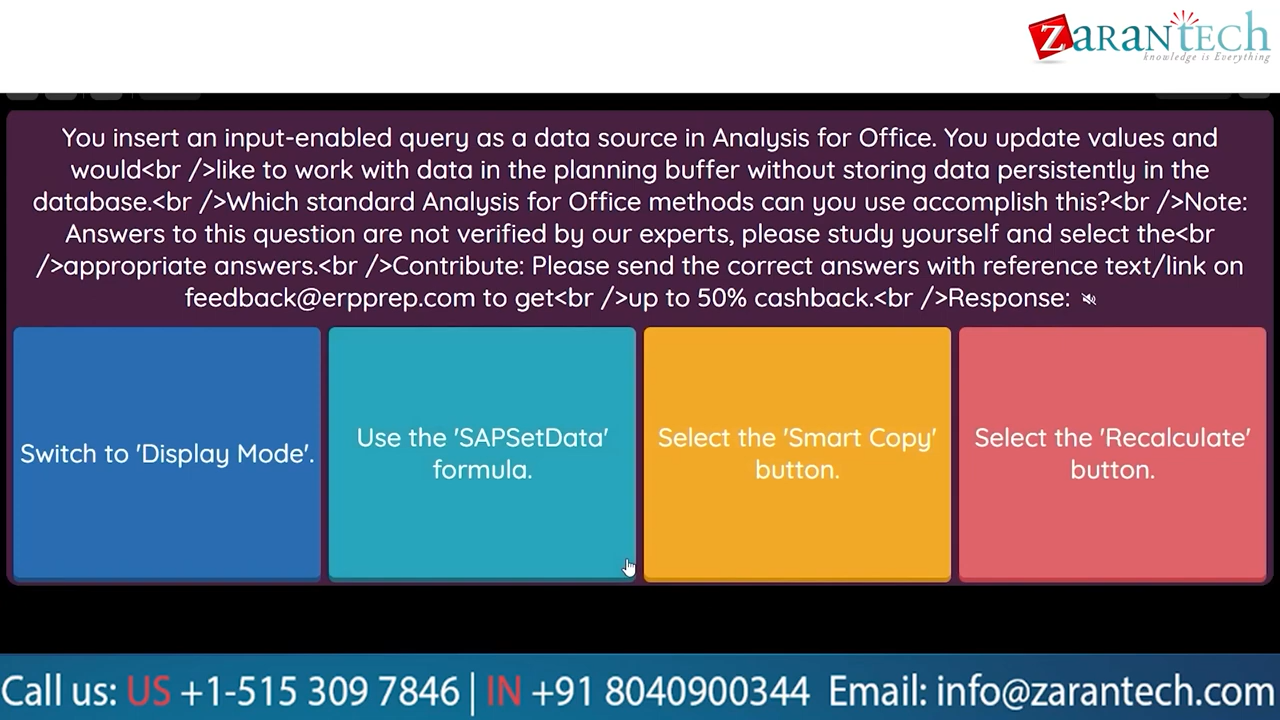 ZARANTECH
knowledge is Everything
You insert an input-enabled query as a data source in Analysis for Office. You update values and
would<br />like to work with data in the planning buffer without storing data persistently in the
database.<br />Which standard Analysis for Office methods can you use accomplish this?<br />Note:
Answers to this question are not verified by our experts, please study yourself and select the<br
/>appropriate answers.<br />Contribute: Please send the correct answers with reference text/link on
feedback@erpprep.com to get<br />up to 50% cashback.<br />Response:
Switch to 'Display Mode'.
Use the 'SAPSetData'
formula.
Select the 'Smart Copy'
button.
Select the 'Recalculate'
button.
Call us: US +1-515 309 7846 | IN +91 8040900344 Email: info@zarantech.com